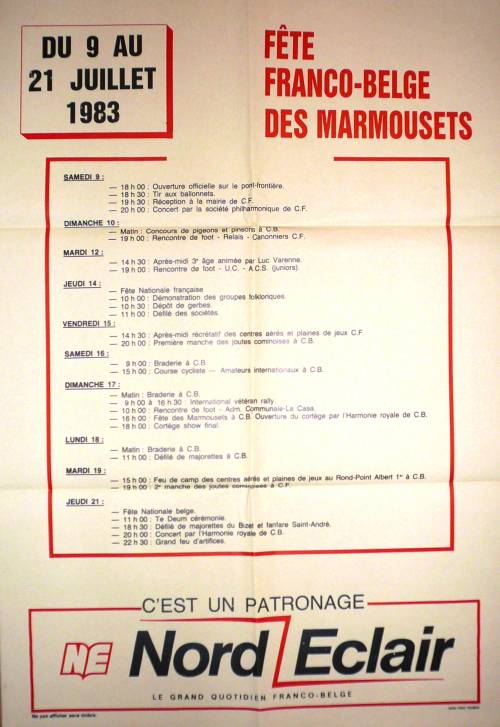 DU 9 AU
21 JUILLET
1983
FÊTE
FRANCO-BELGE
DES MARMOUSETS
SAMEDI 9 :
— 18 h 00 : Ouverture officielle sur le pont-frontière.
— 18 h 30 : Tir aux ballonnets.
— 19 h 30 : Réception à la mairie de C.F.
— 20 h 00 : Concert par la société philharmonique de C.F.
DIMANCHE 10 :
— Matin : Concours de pigeons et pinsons à C.B.
— 19 h 00 : Rencontre de foot - Relais - Canonniers C.F.
MARDI 12 :
— 14 h 30 : Après-midi 3e âge animée par Luc Varenne.
— 19 h 00 : Rencontre de foot - U.C. - A.C.S. (juniors).
JEUDI 14 :
— Fête Nationale française
— 10 h 00 : Démonstration des groupes folkloriques.
— 10 h 30 : Dépôt de gerbes.
— 11 h 00 : Défilé des sociétés.
VENDREDI 15 :
— 14 h 30 : Après-midi récréatif des centres aérés et plaines de jeux C.F.
— 20 h 00 : Première manche des joutes cominoises à C.B.
SAMEDI 16 :
— 9 h 00 : Braderie à C.B.
— 15 h 00 : Course cycliste — Amateurs internationaux à C.B.
DIMANCHE 17 :
— Matin : Braderie à C.B.
— 9 h 00 à 16 h 30 : International vétéran rally.
— 10 h 00 : Rencontre de foot - Adm. Communale-La Casa.
— 16 h 00 : Fête des Marmousets à C.B. Ouverture du cortège par l'Harmonie royale de C.B.
— 18 h 00 : Cortège show final.
LUNDI 18 :
— Matin : Braderie à C.B.
— 11 h 00 : Défilé de majorettes à C.B.
MARDI 19 :
— 15 h 00 : Feu de camp des centres aérés et plaines de jeux au Rond-Point Albert 1er à C.B.
— 19 h 00 : 2e manche des joutes cominoises à C.F.
JEUDI 21 :
— Fête Nationale belge.
— 11 h 00 : Te Deum cérémonie.
— 18 h 30 : Défilé de majorettes du Bizet et fanfare Saint-André.
— 20 h 00 : Concert par l'Harmonie royale de C.B.
— 22 h 30 : Grand feu d'artifices.
C'EST UN PATRONAGE
NE Nord Eclair
LE GRAND QUOTIDIEN FRANCO-BELGE
Ne pas afficher sans timbre